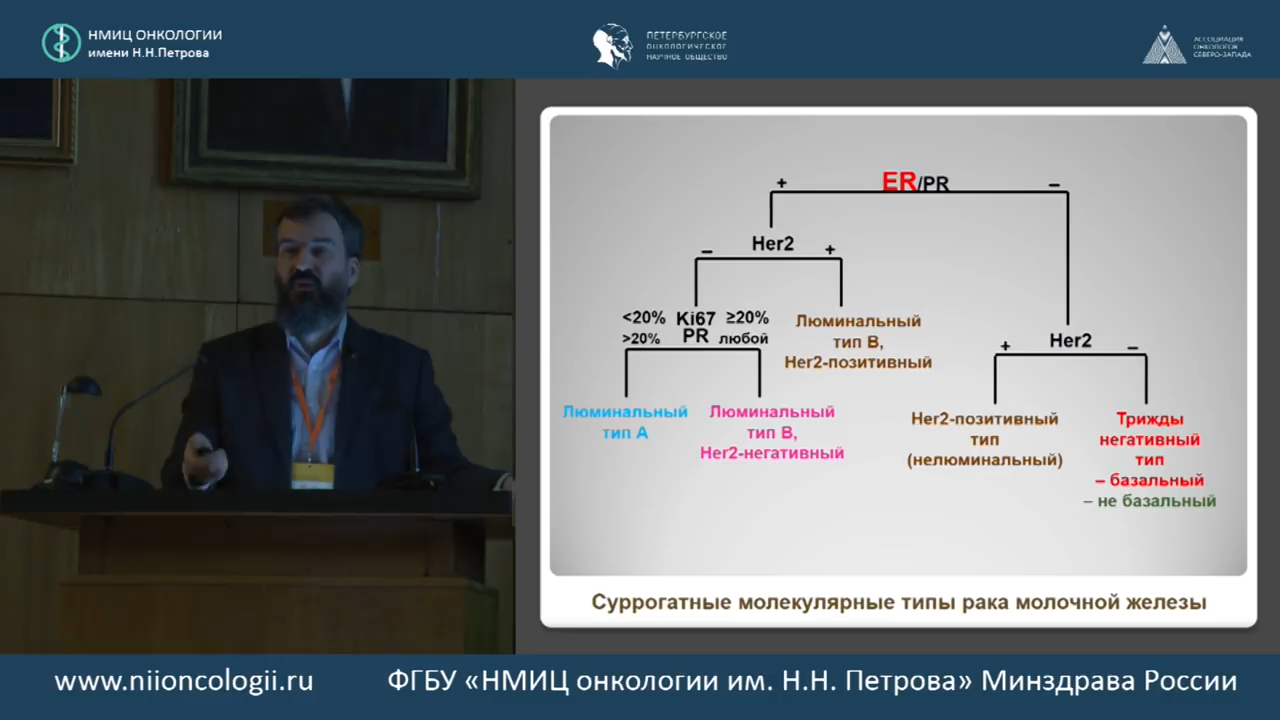 НМИЦ ОНКОЛОГИИ
имени Н.Н.Петрова
ПЕТЕРБУРГСКОЕ
ОНКОЛОГИЧЕСКОЕ
НАУЧНОЕ ОБЩЕСТВО
АССОЦИАЦИЯ
ОНКОЛОГОВ
СЕВЕРО-ЗАПАДА
+ ER/PR –
– Her2 +
<20% Ki67 ≥20%
>20% PR любой
Люминальный
тип В,
Her2-позитивный
+ Her2 –
Люминальный
тип А
Люминальный
тип В,
Her2-негативный
Her2-позитивный
тип
(нелюминальный)
Трижды
негативный
тип
– базальный
– не базальный
Суррогатные молекулярные типы рака молочной железы
www.niioncologii.ru
ФГБУ «НМИЦ онкологии им. Н.Н. Петрова» Минздрава России